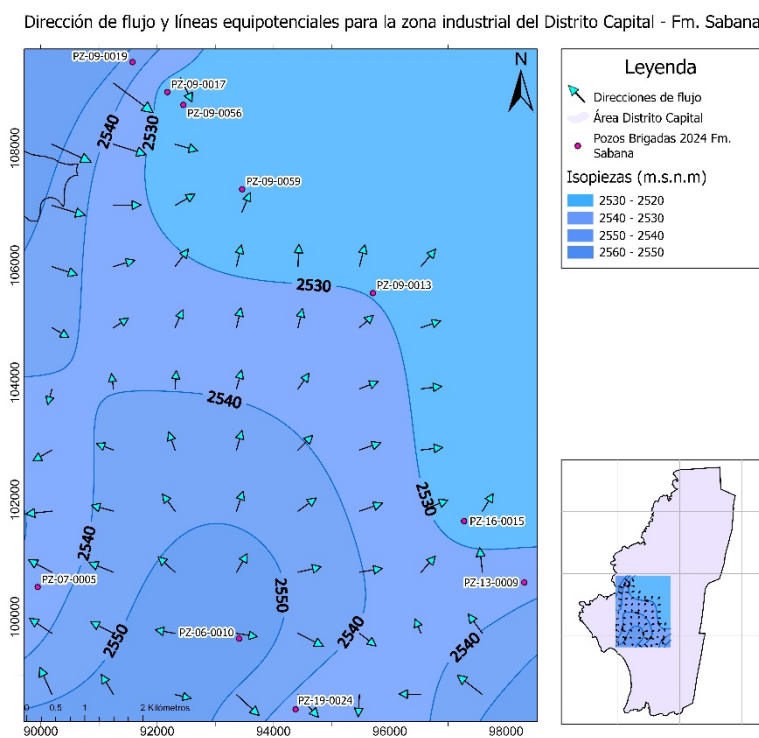 Dirección de flujo y líneas equipotenciales para la zona industrial del Distrito Capital - Fm. Sabana
PZ-09-0019
PZ-09-0017
PZ-09-0056
2540
2530
PZ-09-0059
2530
PZ-09-0013
2540
2530
PZ-16-0015
2540
PZ-07-0005
PZ-13-0009
2550
2550
PZ-06-0010
2540
2540
PZ-19-0024
0 0.5 1 2 Kilómetros
108000
106000
104000
102000
100000
90000 92000 94000 96000 98000
N
Leyenda
Direcciones de flujo
Área Distrito Capital
Pozos Brigadas 2024 Fm.
Sabana
Isopiezas (m.s.n.m)
2530 - 2520
2540 - 2530
2550 - 2540
2560 - 2550